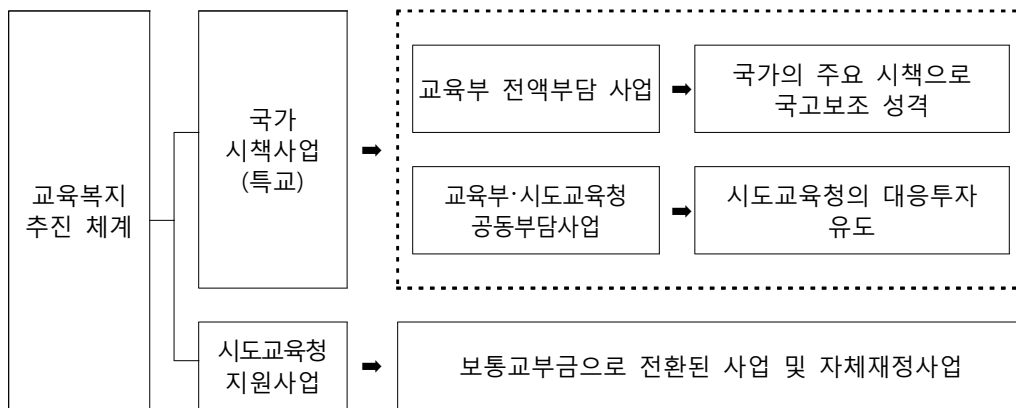 교육복지
추진 체계
국가
시책사업
(특교)
➡
교육부 전액부담 사업
➡
국가의 주요 시책으로
국고보조 성격
교육부·시도교육청
공동부담사업
➡
시도교육청의 대응투자
유도
시도교육청
지원사업
➡
보통교부금으로 전환된 사업 및 자체재정사업